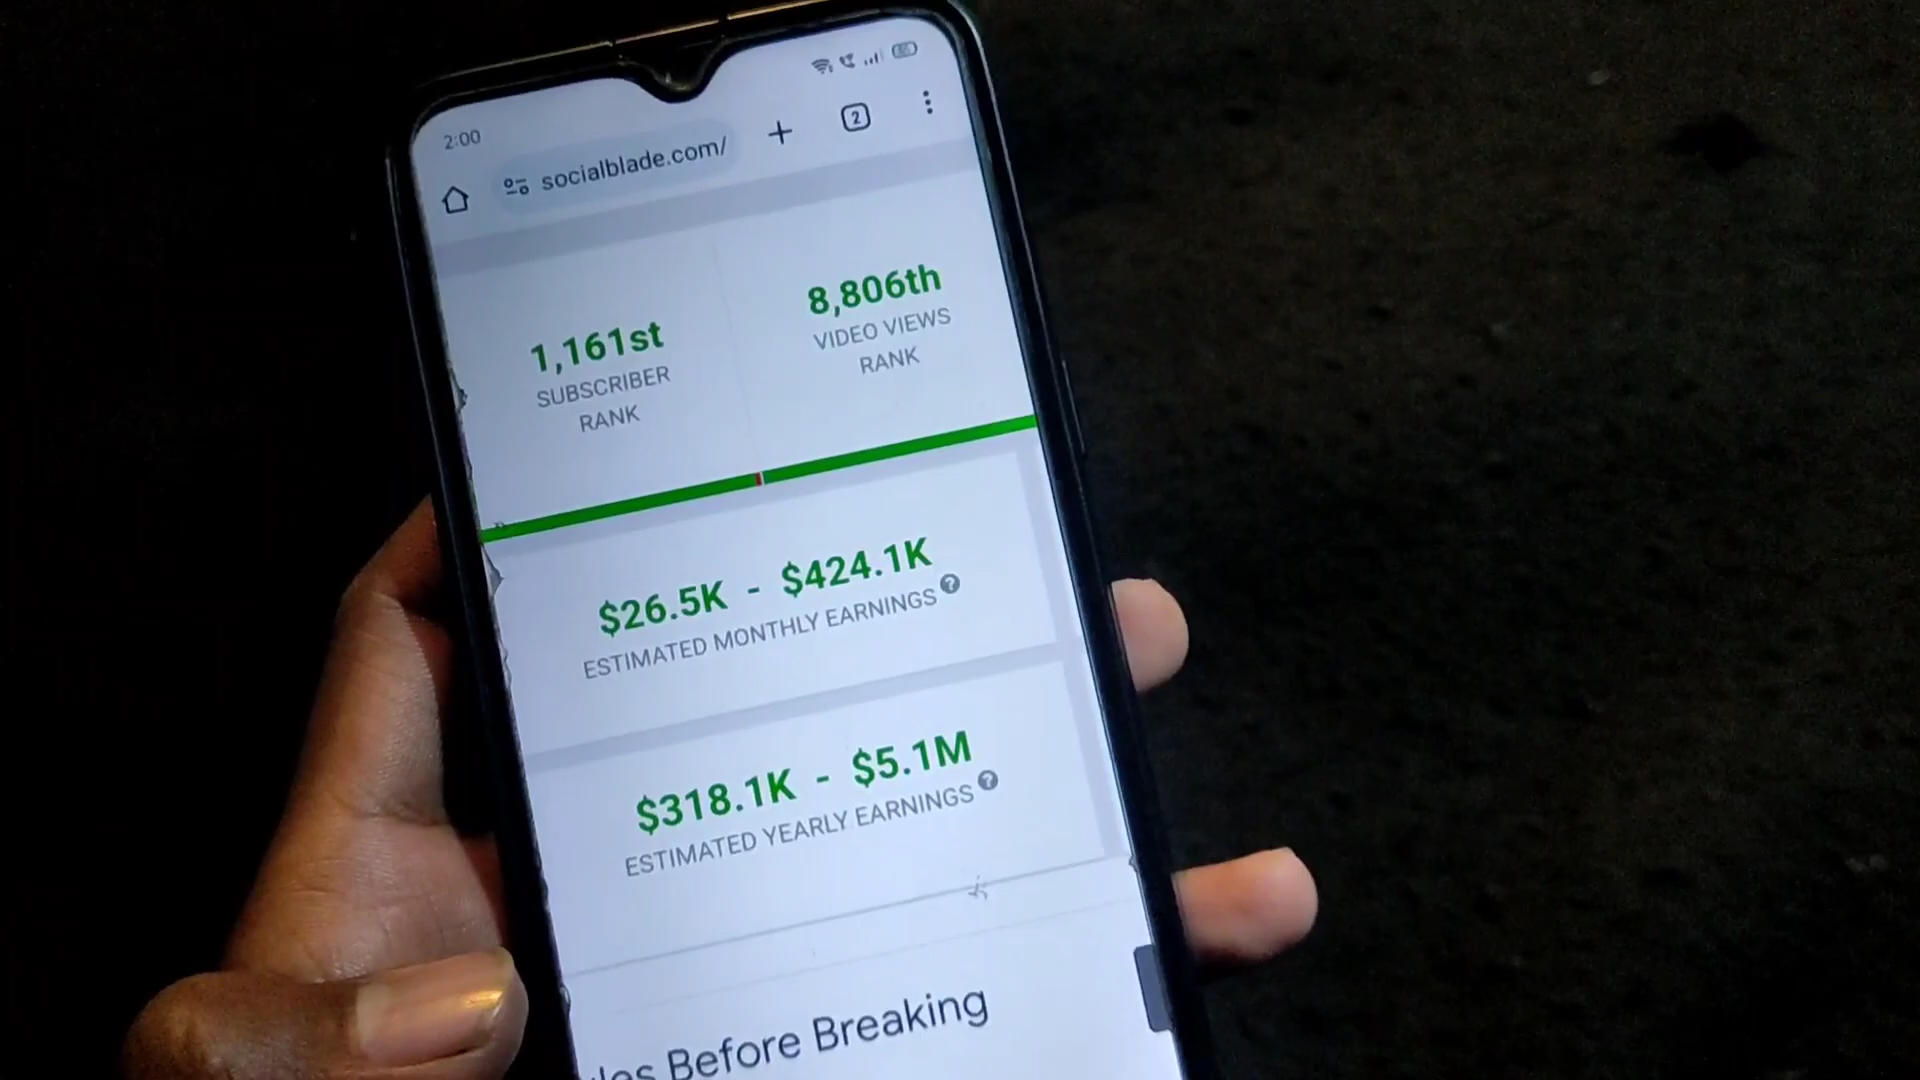 2:00
socialblade.com/
2
1,161st
SUBSCRIBER
RANK
8,806th
VIDEO VIEWS
RANK
$26.5K - $424.1K
ESTIMATED MONTHLY EARNINGS ?
$318.1K - $5.1M
ESTIMATED YEARLY EARNINGS ?
Before Breaking